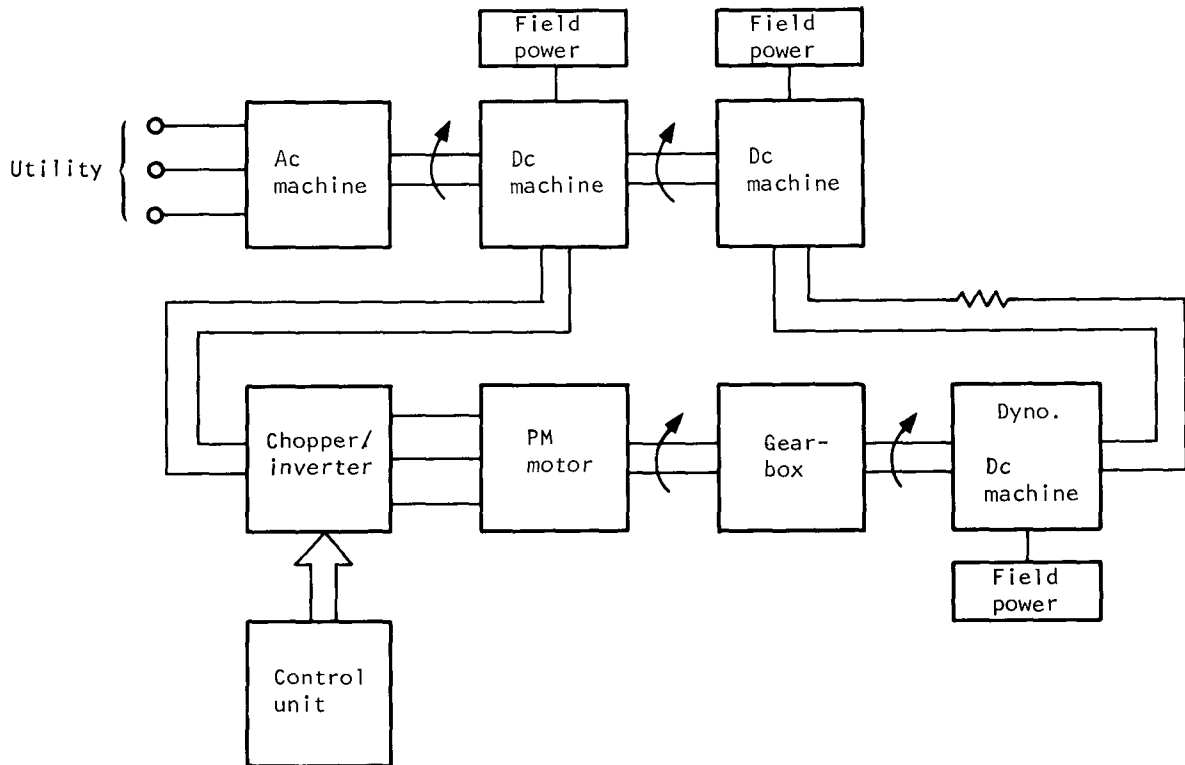 Field
power
Field
power
Utility
Ac
machine
Dc
machine
Dc
machine
Chopper/
inverter
PM
motor
Gear-
box
Dyno.
Dc
machine
Field
power
Control
unit